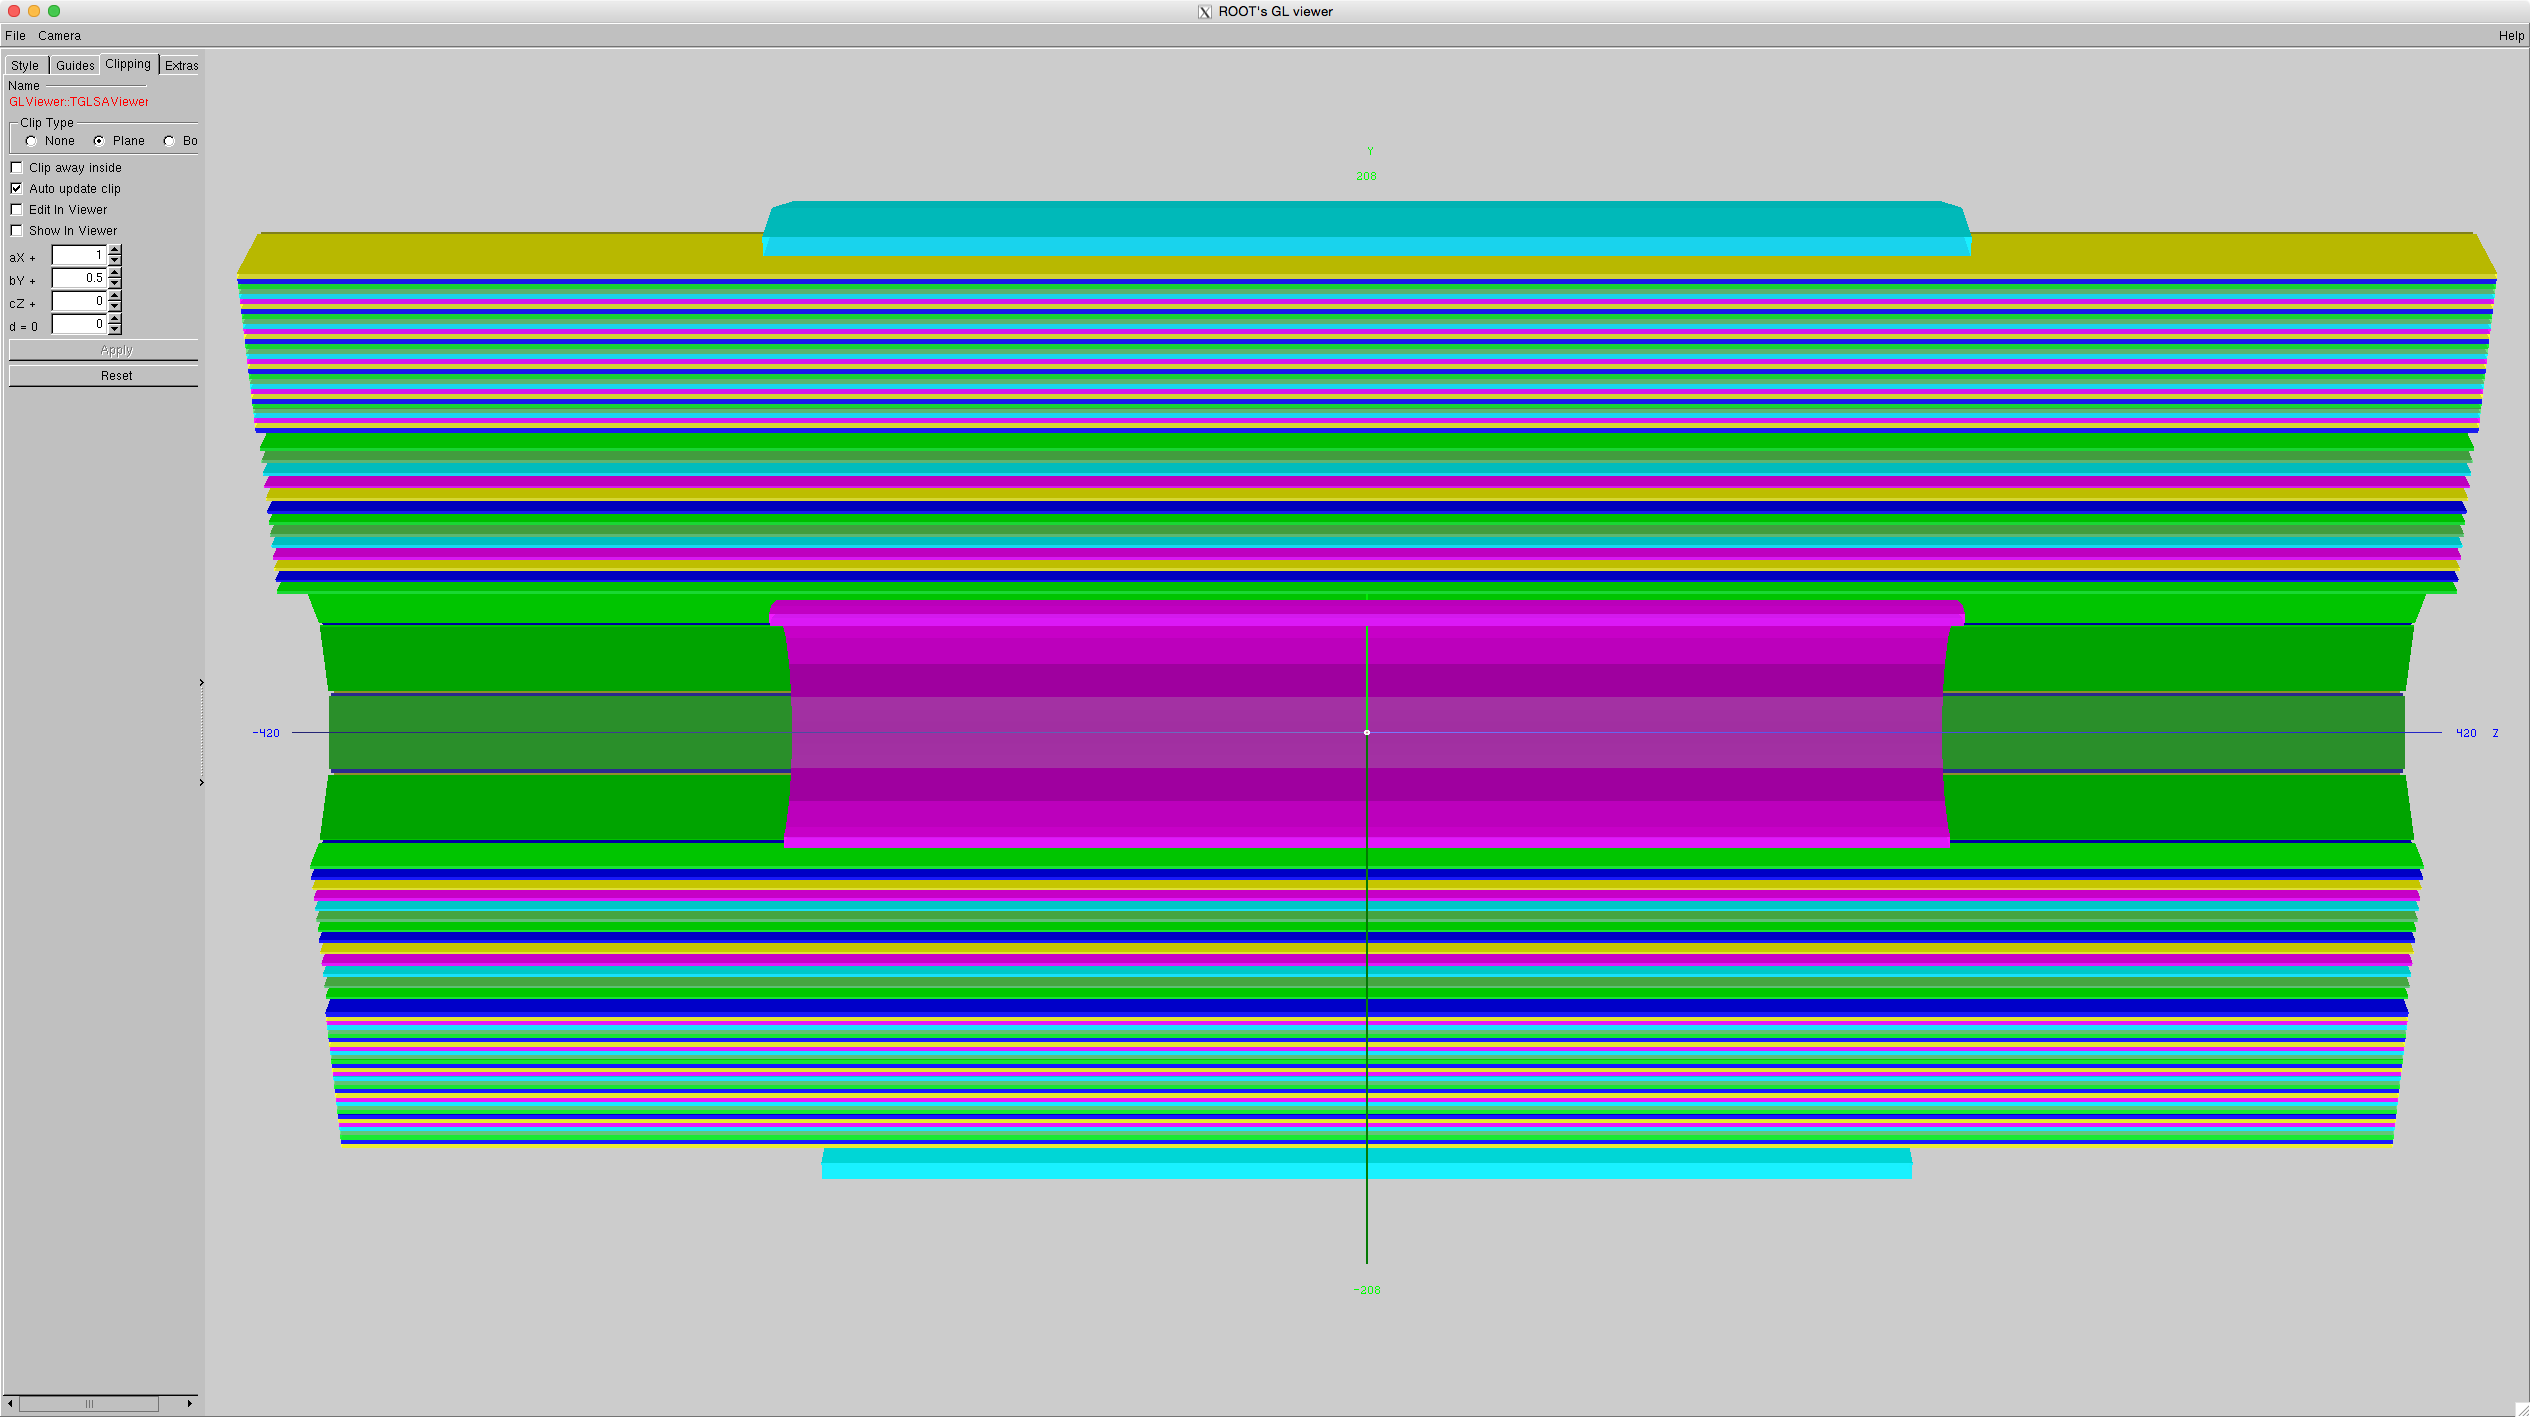 X ROOT's GL viewer
File Camera Help
Style Guides Clipping Extras
Name
GLViewer::TGLSAViewer
Clip Type
None Plane Bo
Clip away inside
Auto update clip
Edit In Viewer
Show In Viewer
aX + 1
bY + 0.5
cZ + 0
d = 0 0
Apply
Reset
Y
208
-420
420 Z
-208